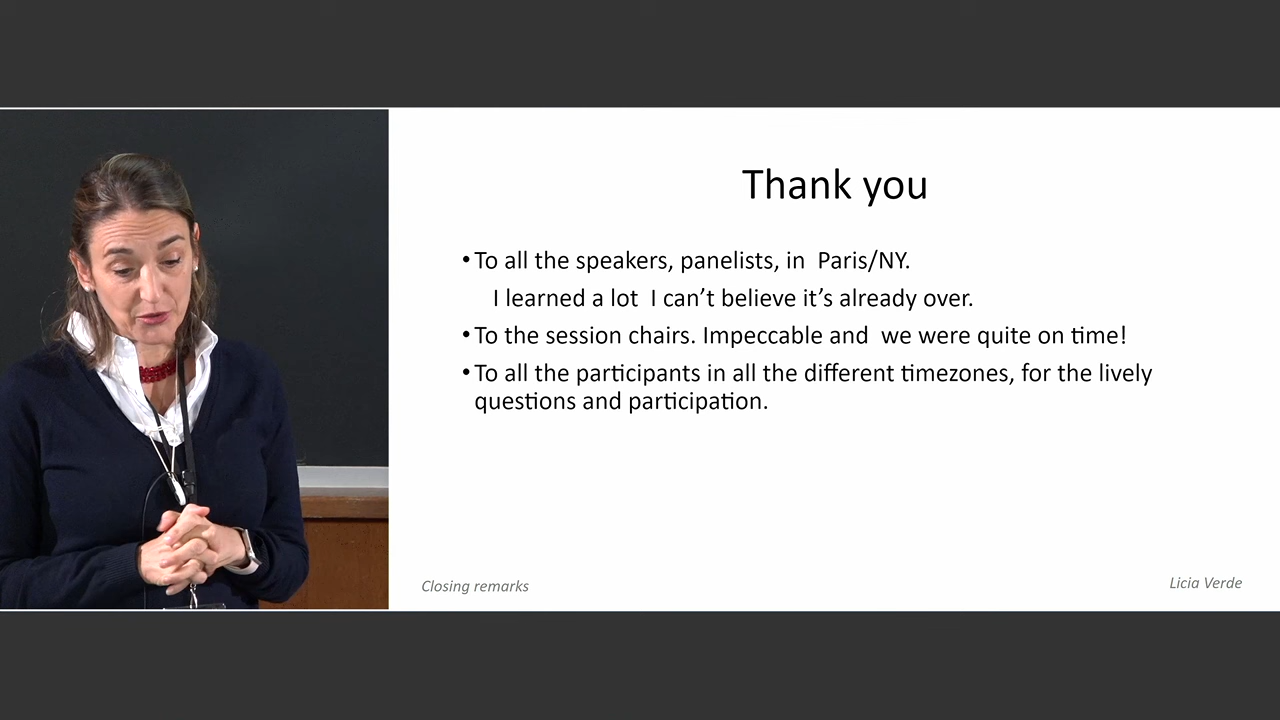 Thank you
•To all the speakers, panelists, in  Paris/NY.
I learned a lot  I can’t believe it’s already over.
•To the session chairs. Impeccable and  we were quite on time!
•To all the participants in all the different timezones, for the lively
questions and participation.
Closing remarks
Licia Verde